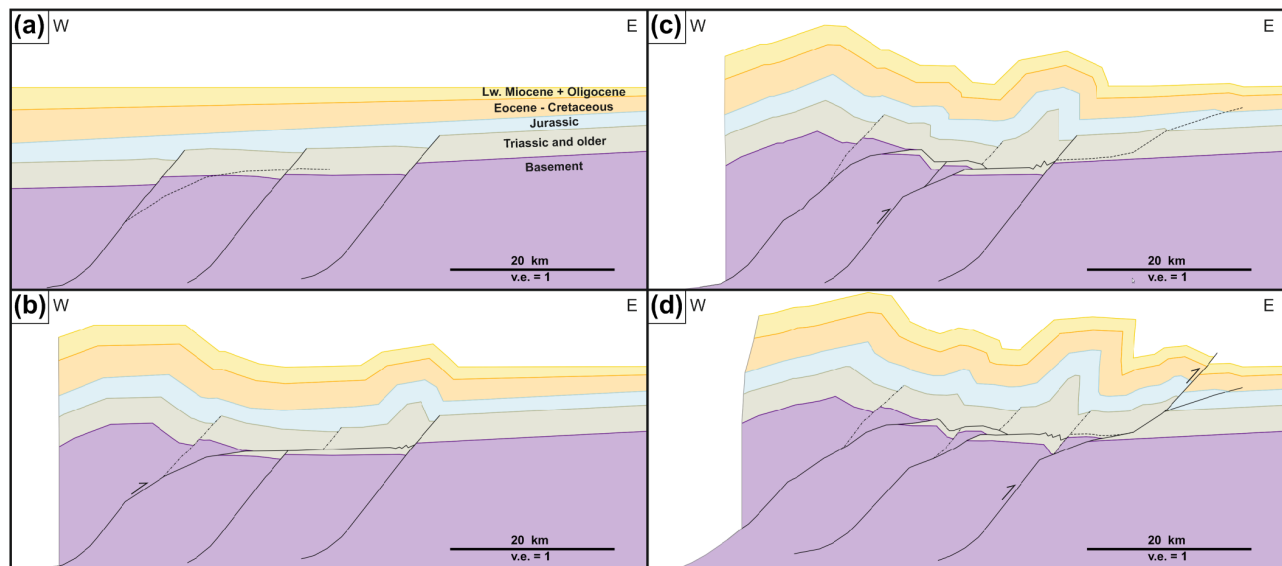 (a) W E
Lw. Miocene + Oligocene
Eocene - Cretaceous
Jurassic
Triassic and older
Basement
20 km
v.e. = 1
(b) W E
20 km
v.e. = 1
(c) W E
20 km
v.e. = 1
(d) W E
20 km
v.e. = 1